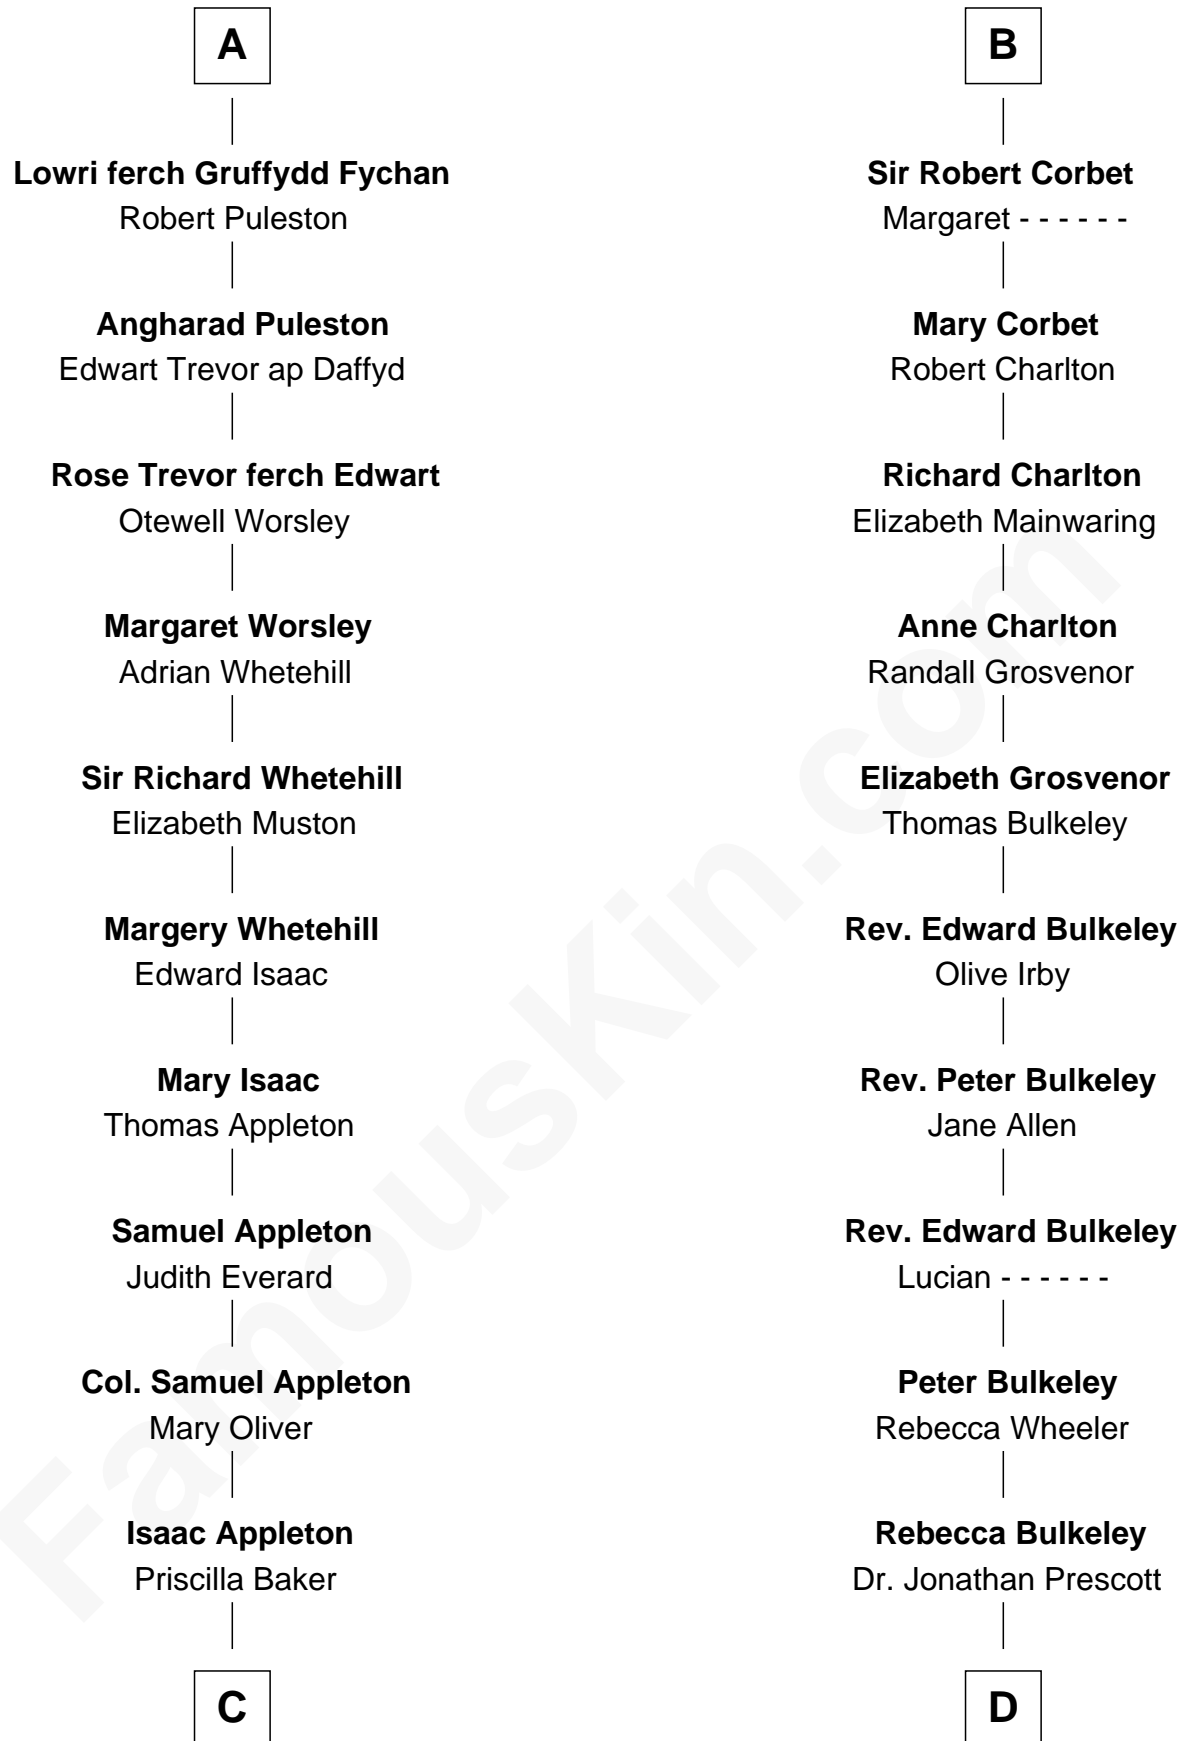 A
Lowri ferch Gruffydd Fychan
Robert Puleston
Angharad Puleston
Edwart Trevor ap Daffyd
Rose Trevor ferch Edwart
Otewell Worsley
Margaret Worsley
Adrian Whetehill
Sir Richard Whetehill
Elizabeth Muston
Margery Whetehill
Edward Isaac
Mary Isaac
Thomas Appleton
Samuel Appleton
Judith Everard
Col. Samuel Appleton
Mary Oliver
Isaac Appleton
Priscilla Baker
C
B
Sir Robert Corbet
Margaret - - - - - -
Mary Corbet
Robert Charlton
Richard Charlton
Elizabeth Mainwaring
Anne Charlton
Randall Grosvenor
Elizabeth Grosvenor
Thomas Bulkeley
Rev. Edward Bulkeley
Olive Irby
Rev. Peter Bulkeley
Jane Allen
Rev. Edward Bulkeley
Lucian - - - - - -
Peter Bulkeley
Rebecca Wheeler
Rebecca Bulkeley
Dr. Jonathan Prescott
D
FamousKin.com